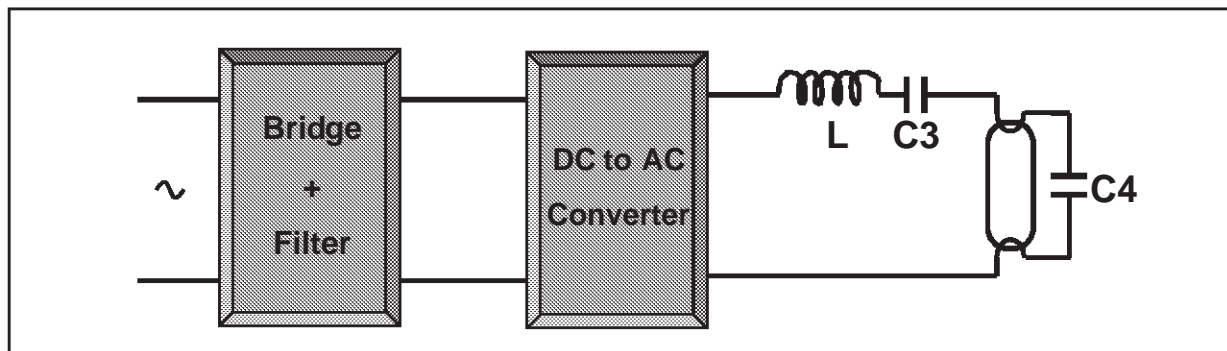 Bridge
+
Filter
DC to AC
Converter
L
C3
C4